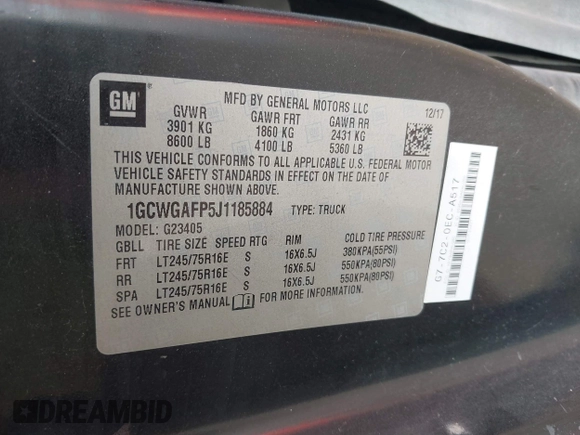 GM
MFD BY GENERAL MOTORS LLC
12/17
GVWR GAWR FRT GAWR RR
3901 KG 1860 KG 2431 KG
8600 LB 4100 LB 5360 LB
THIS VEHICLE CONFORMS TO ALL APPLICABLE U.S. FEDERAL MOTOR
VEHICLE SAFETY STANDARDS IN EFFECT ON THE DATE OF
MANUFACTURE SHOWN ABOVE.
1GCWGAFP5J1185884 TYPE: TRUCK
MODEL: G23405
GBLL TIRE SIZE SPEED RTG RIM COLD TIRE PRESSURE
FRT LT245/75R16E S 16X6.5J 380KPA(55PSI)
RR LT245/75R16E S 16X6.5J 550KPA(80PSI)
SPA LT245/75R16E S 16X6.5J 550KPA(80PSI)
SEE OWNER'S MANUAL FOR MORE INFORMATION
G7-7C2-0EC-A517
DREAMBID